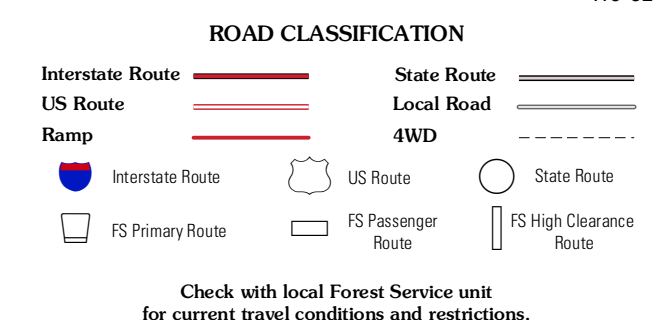 ROAD CLASSIFICATION
Interstate Route
State Route
US Route
Local Road
Ramp
4WD
Interstate Route
US Route
State Route
FS Primary Route
FS Passenger
Route
FS High Clearance
Route
Check with local Forest Service unit
for current travel conditions and restrictions.